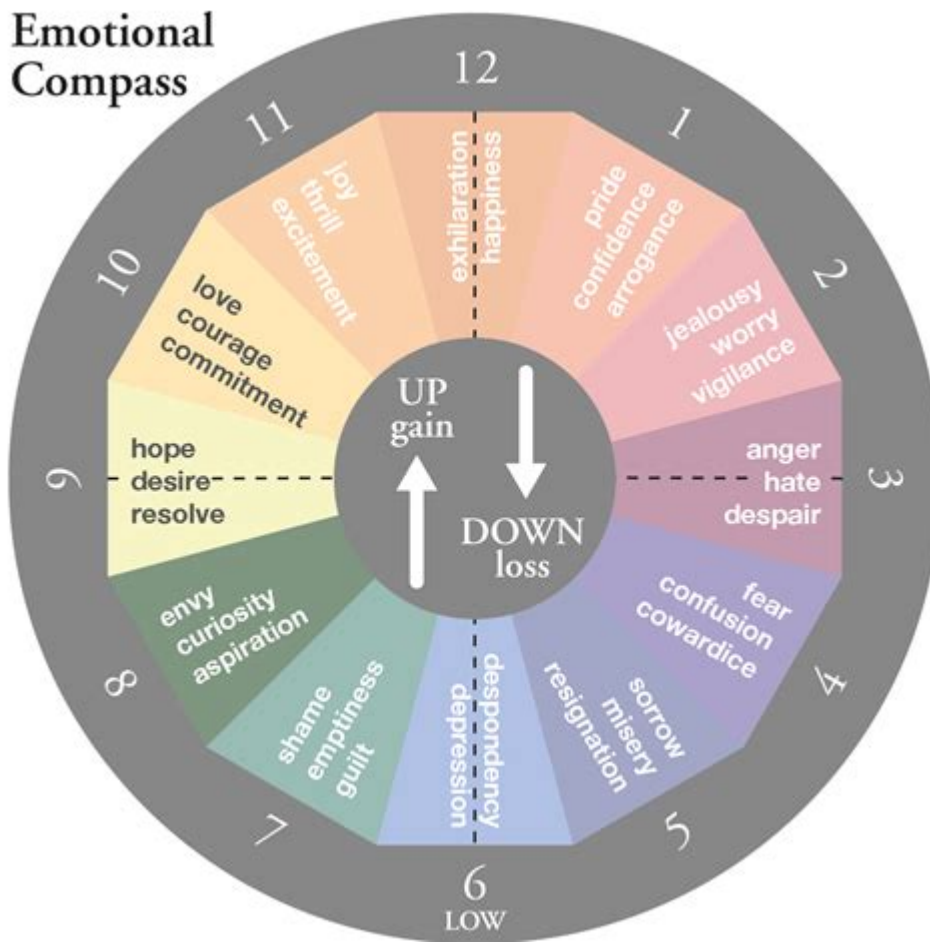 Emotional
Compass
12
exhilaration
happiness
1
pride
confidence
arrogance
2
jealousy
worry
vigilance
3
anger
hate
despair
4
fear
confusion
cowardice
5
sorrow
misery
resignation
6
LOW
despondency
depression
7
shame
emptiness
guilt
8
envy
curiosity
aspiration
9
hope
desire
resolve
10
love
courage
commitment
11
joy
thrill
excitement
UP
gain
DOWN
loss